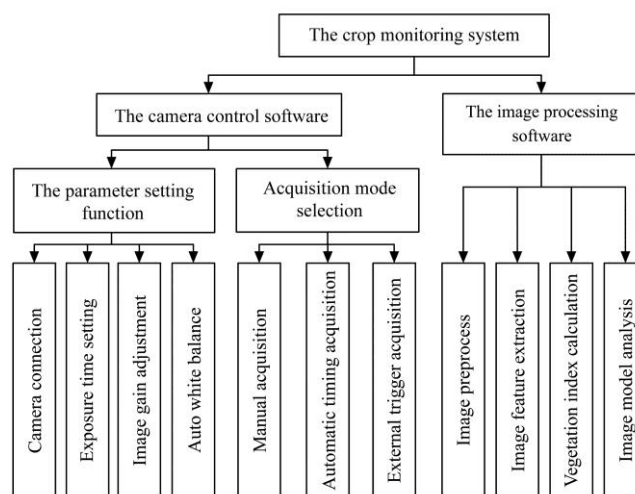 The crop monitoring system
The camera control software
The image processing
software
The parameter setting
function
Acquisition mode
selection
Camera connection
Exposure time setting
Image gain adjustment
Auto white balance
Manual acquisition
Automatic timing acquisition
External trigger acquisition
Image preprocess
Image feature extraction
Vegetation index calculation
Image model analysis